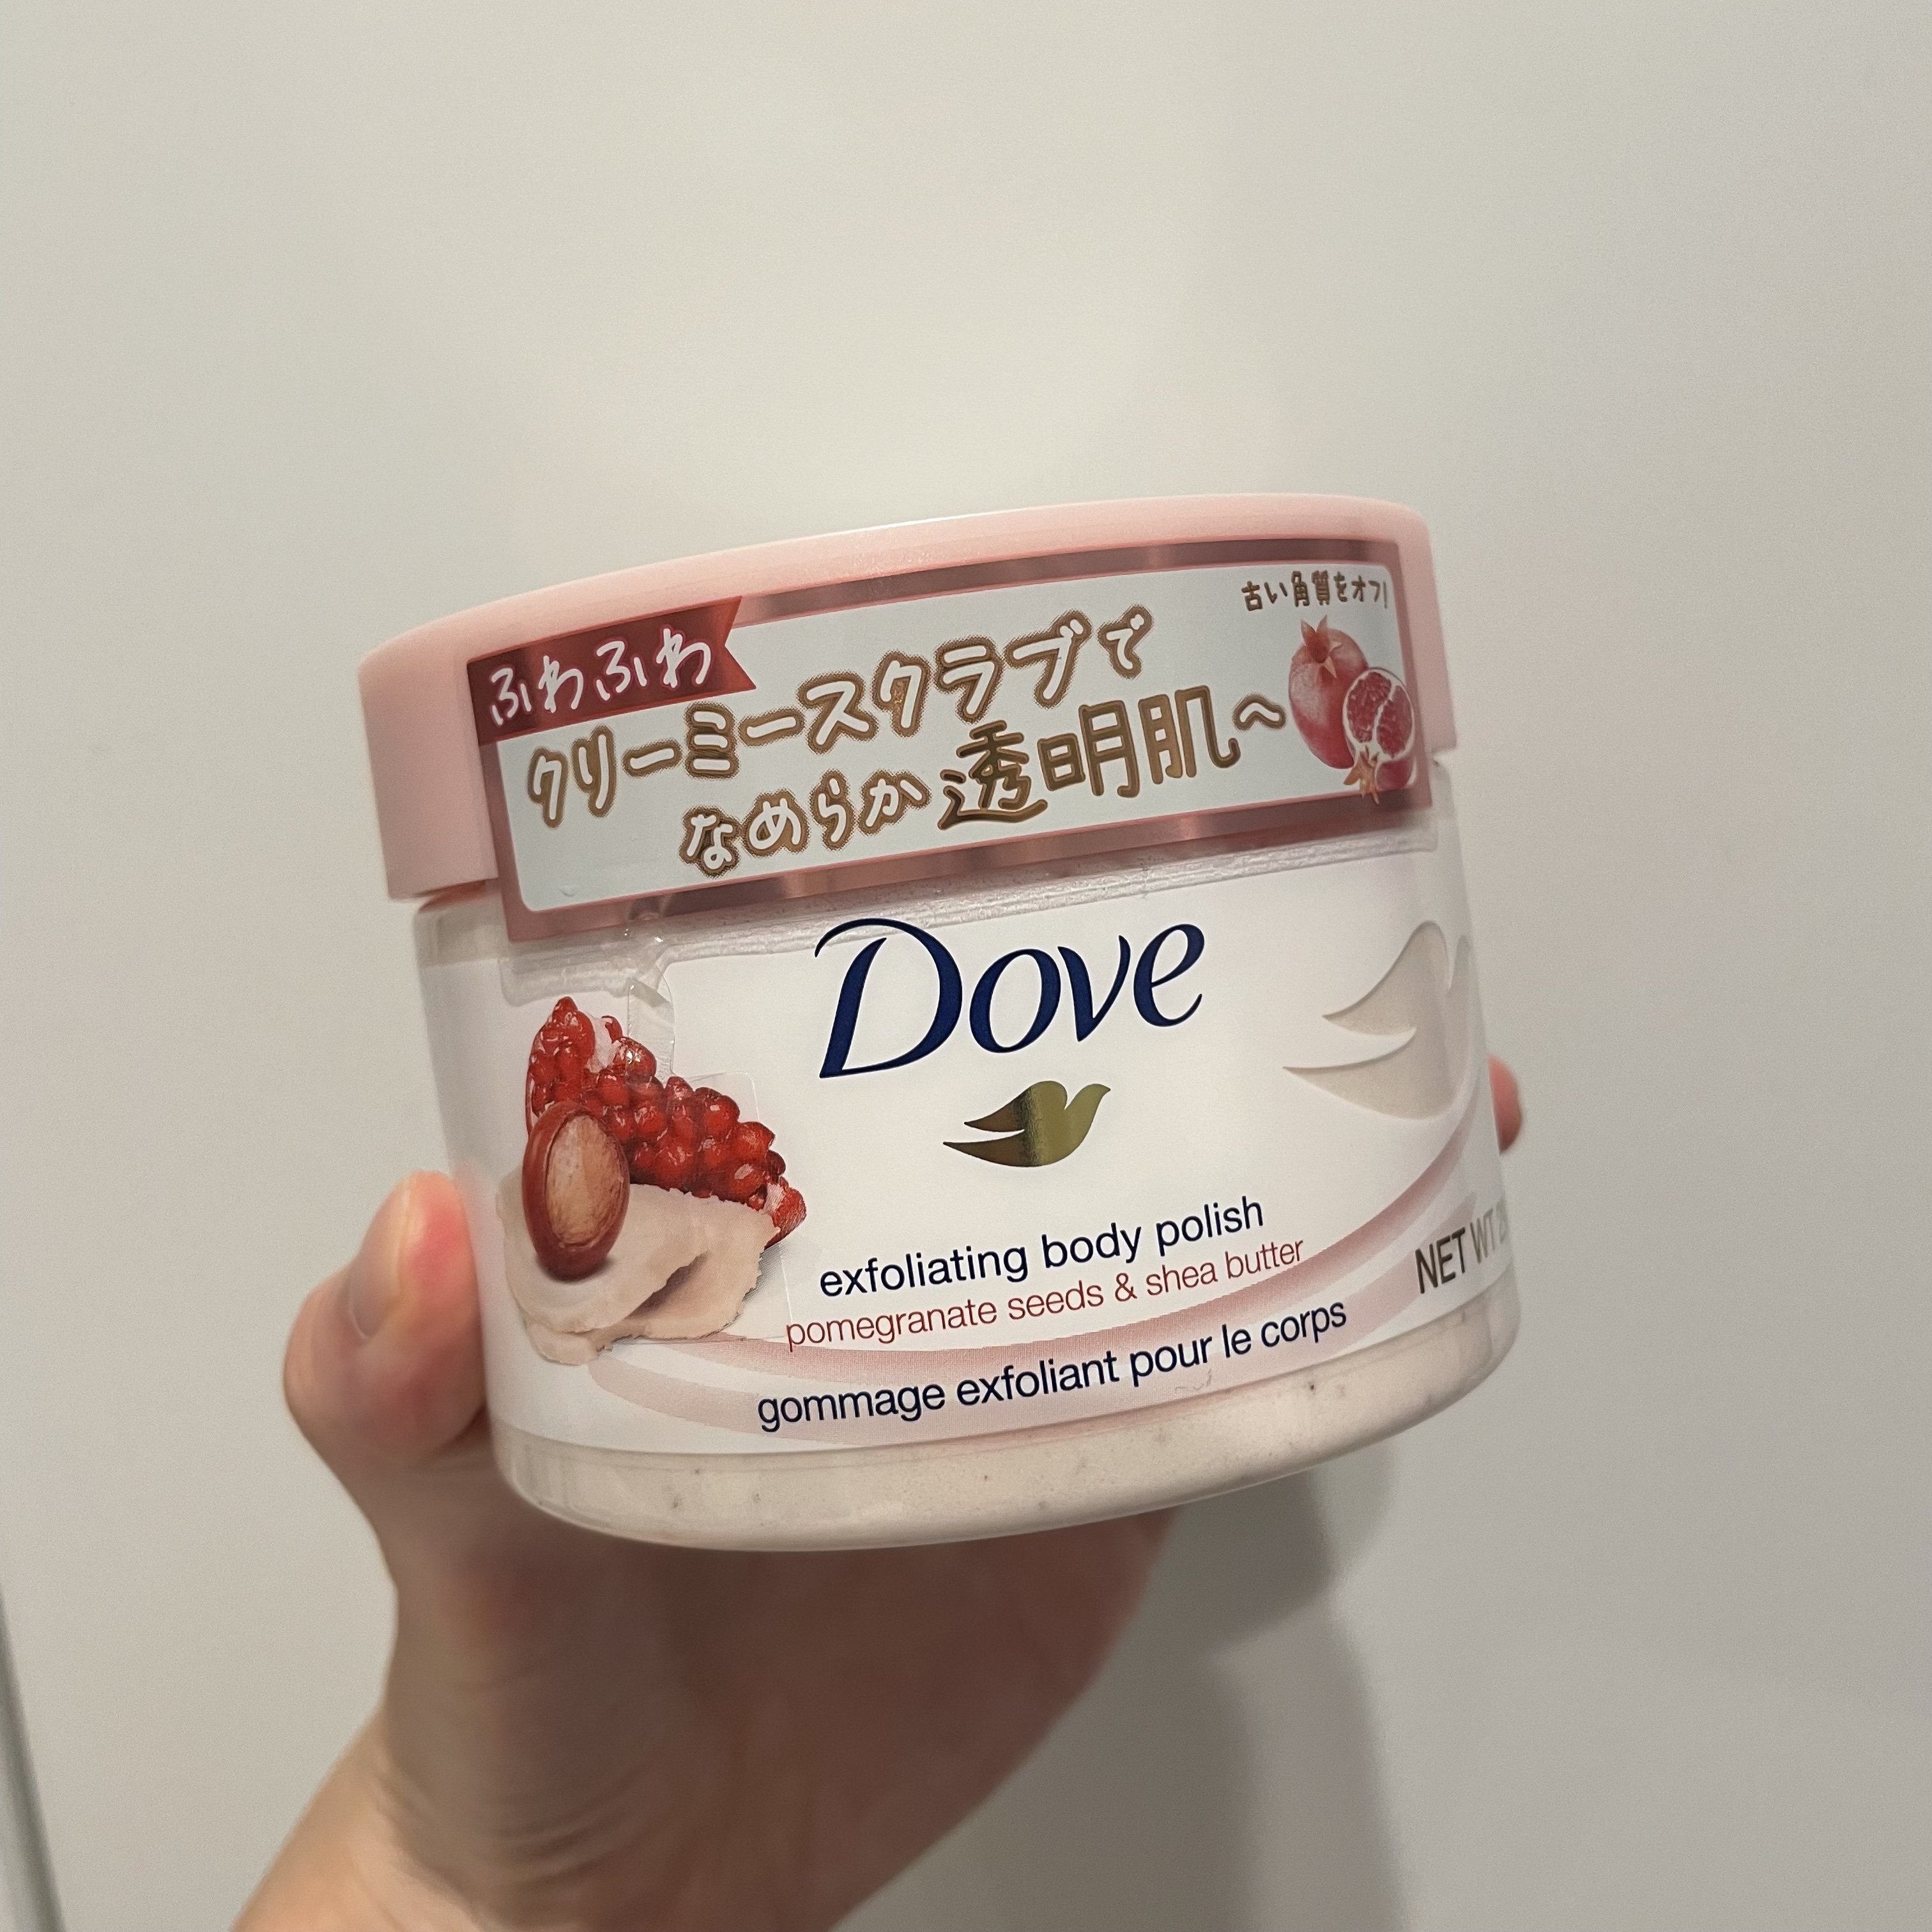 古い角質をオフ!
ふわふわ
クリーミースクラブで
なめらか透明肌へ
Dove
exfoliating body polish
pomegranate seeds & shea butter
gommage exfoliant pour le corps
NET WT